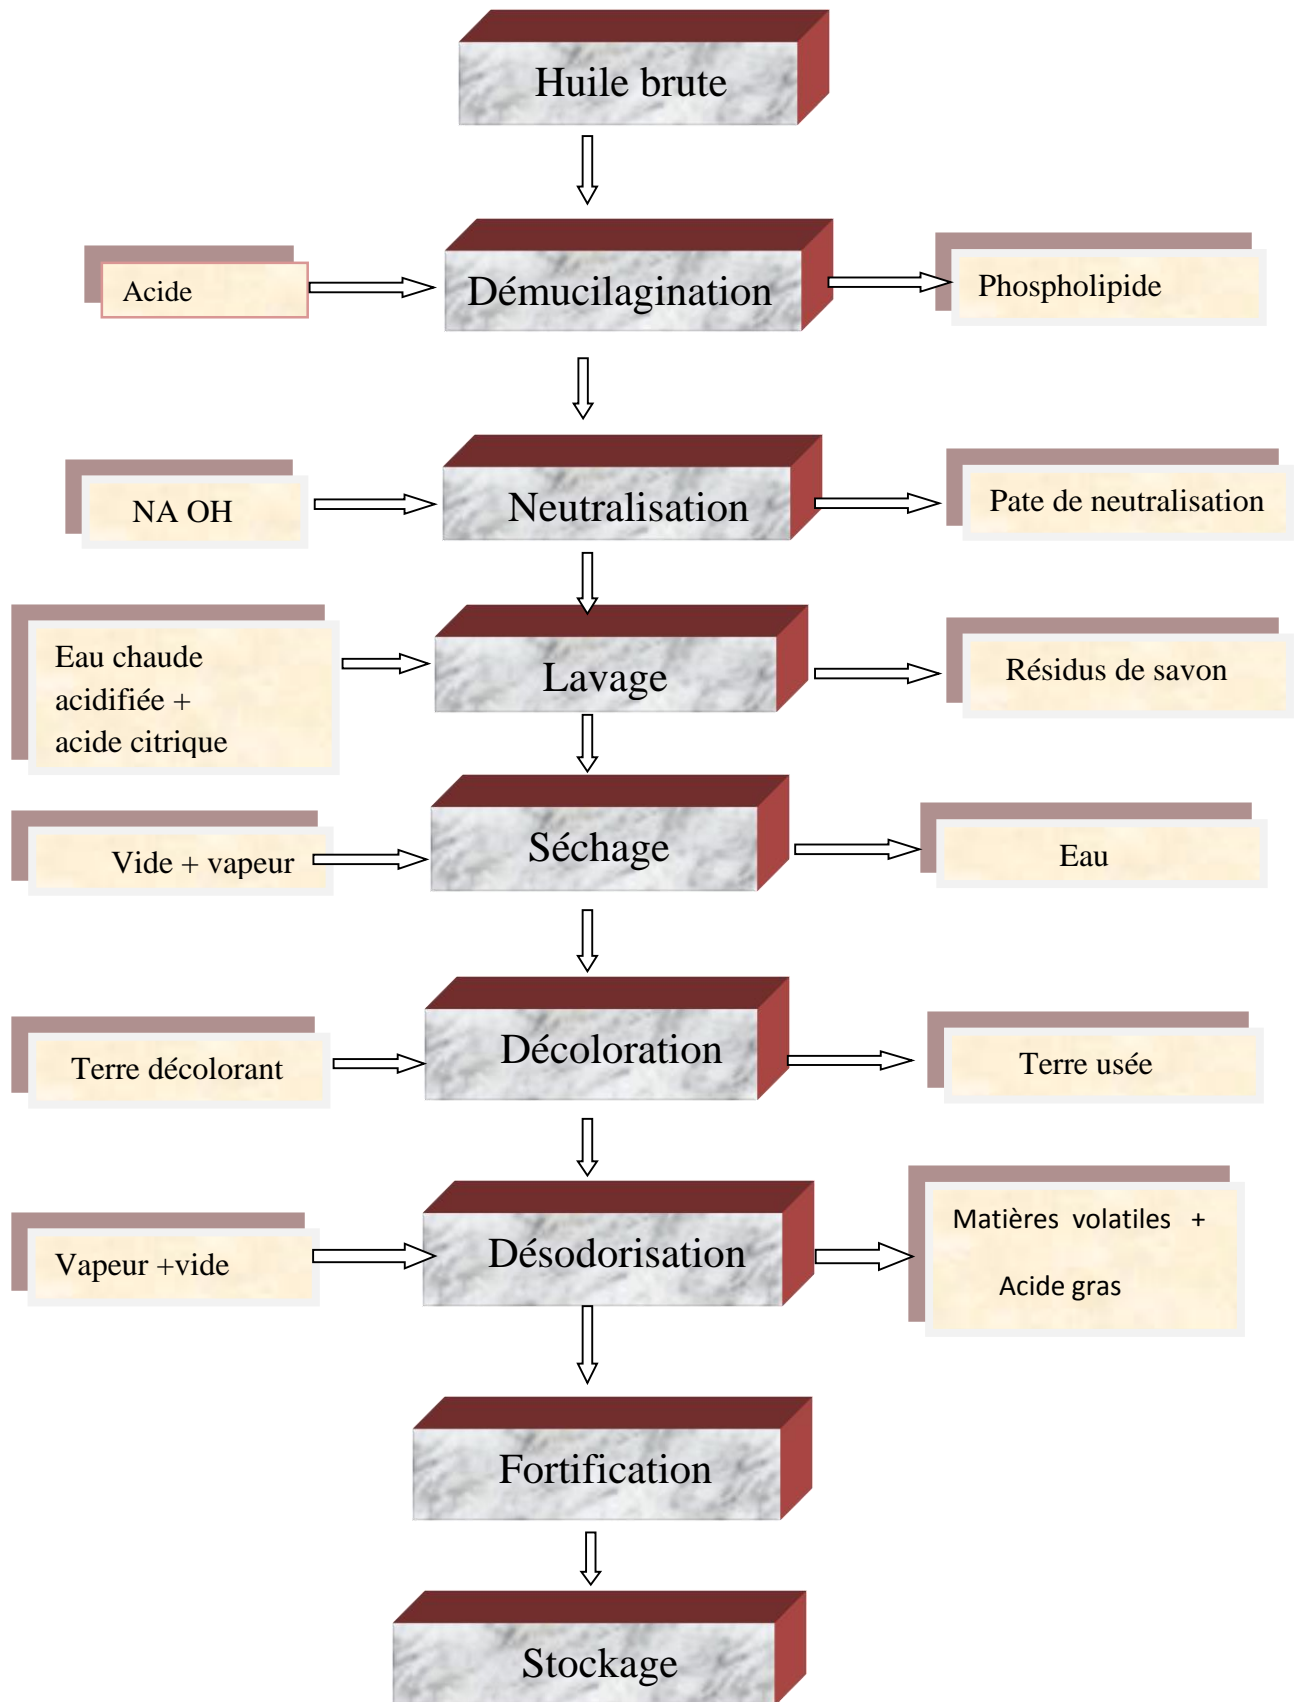 Huile brute
Acide
Démucilagination
Phospholipide
NA OH
Neutralisation
Pate de neutralisation
Eau chaude
acidifiée +
acide citrique
Lavage
Résidus de savon
Vide + vapeur
Séchage
Eau
Terre décolorant
Décoloration
Terre usée
Vapeur +vide
Désodorisation
Matières volatiles +
Acide gras
Fortification
Stockage